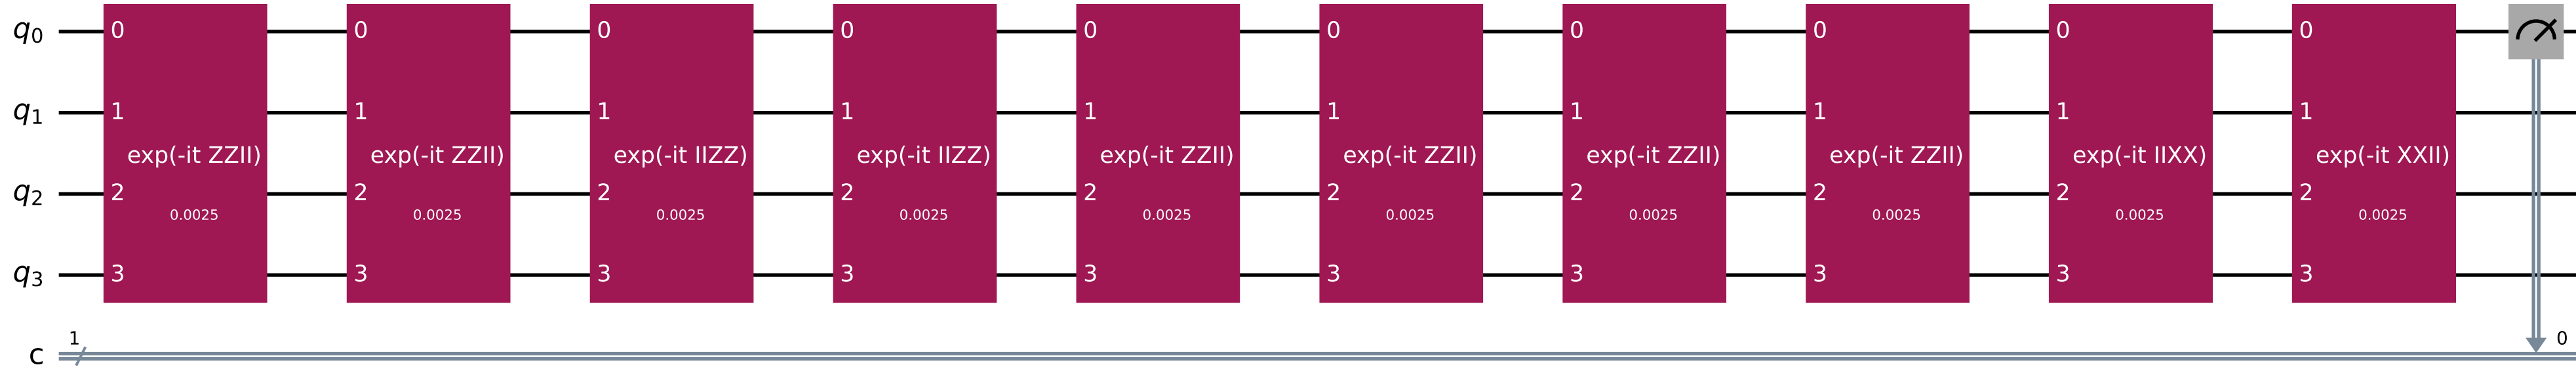 q0 0 0 0 0 0 0 0 0 0 0
q1 1 1 1 1 1 1 1 1 1 1
exp(-it ZZII) exp(-it ZZII) exp(-it IIZZ) exp(-it IIZZ) exp(-it ZZII) exp(-it ZZII) exp(-it ZZII) exp(-it ZZII) exp(-it IIXX) exp(-it XXII)
q2 2 2 2 2 2 2 2 2 2 2
0.0025 0.0025 0.0025 0.0025 0.0025 0.0025 0.0025 0.0025 0.0025 0.0025
q3 3 3 3 3 3 3 3 3 3 3
1 0
c